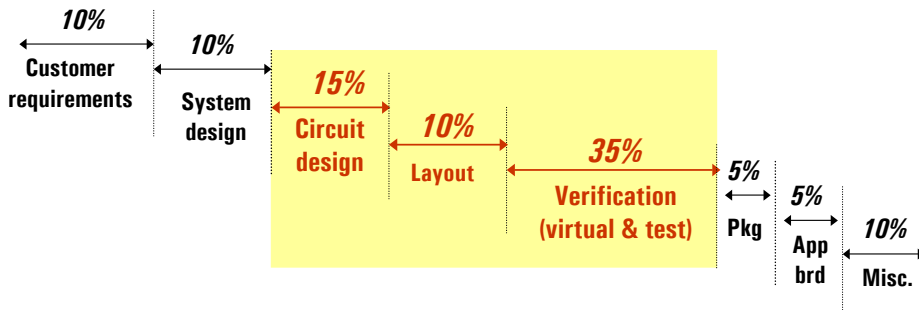 10%
Customer
requirements
10%
System
design
15%
Circuit
design
10%
Layout
35%
Verification
(virtual & test)
5%
Pkg
5%
App
brd
10%
Misc.